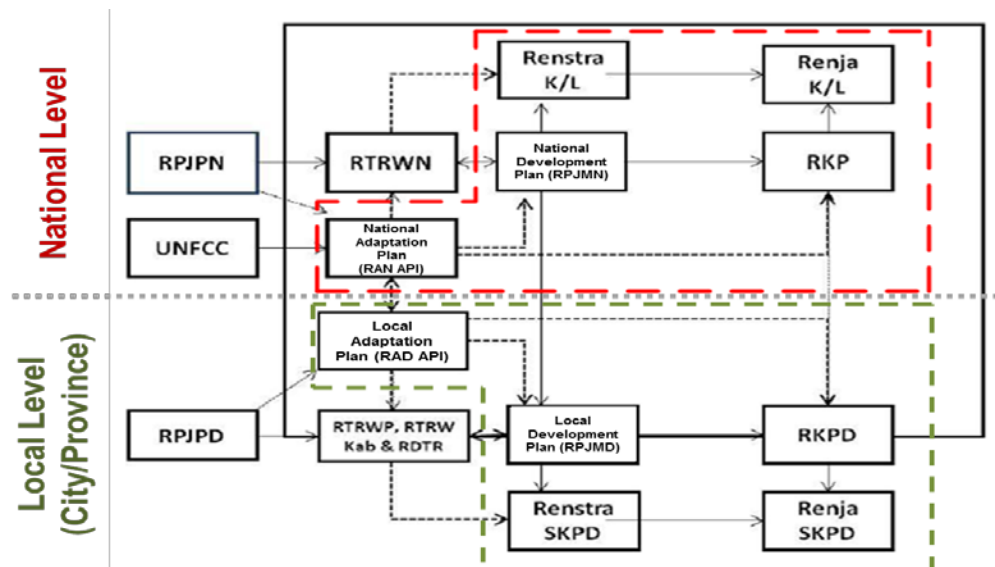 National Level
Renstra
K/L
Renja
K/L
RPJPN
RTRWN
National
Development
Plan (RPJMN)
RKP
UNFCC
National
Adaptation
Plan
(RAN API)
Local Level
(City/Province)
Local
Adaptation
Plan (RAD API)
RPJPD
RTRWP, RTRW
Kab & RDTR
Local
Development
Plan (RPJMD)
RKPD
Renstra
SKPD
Renja
SKPD